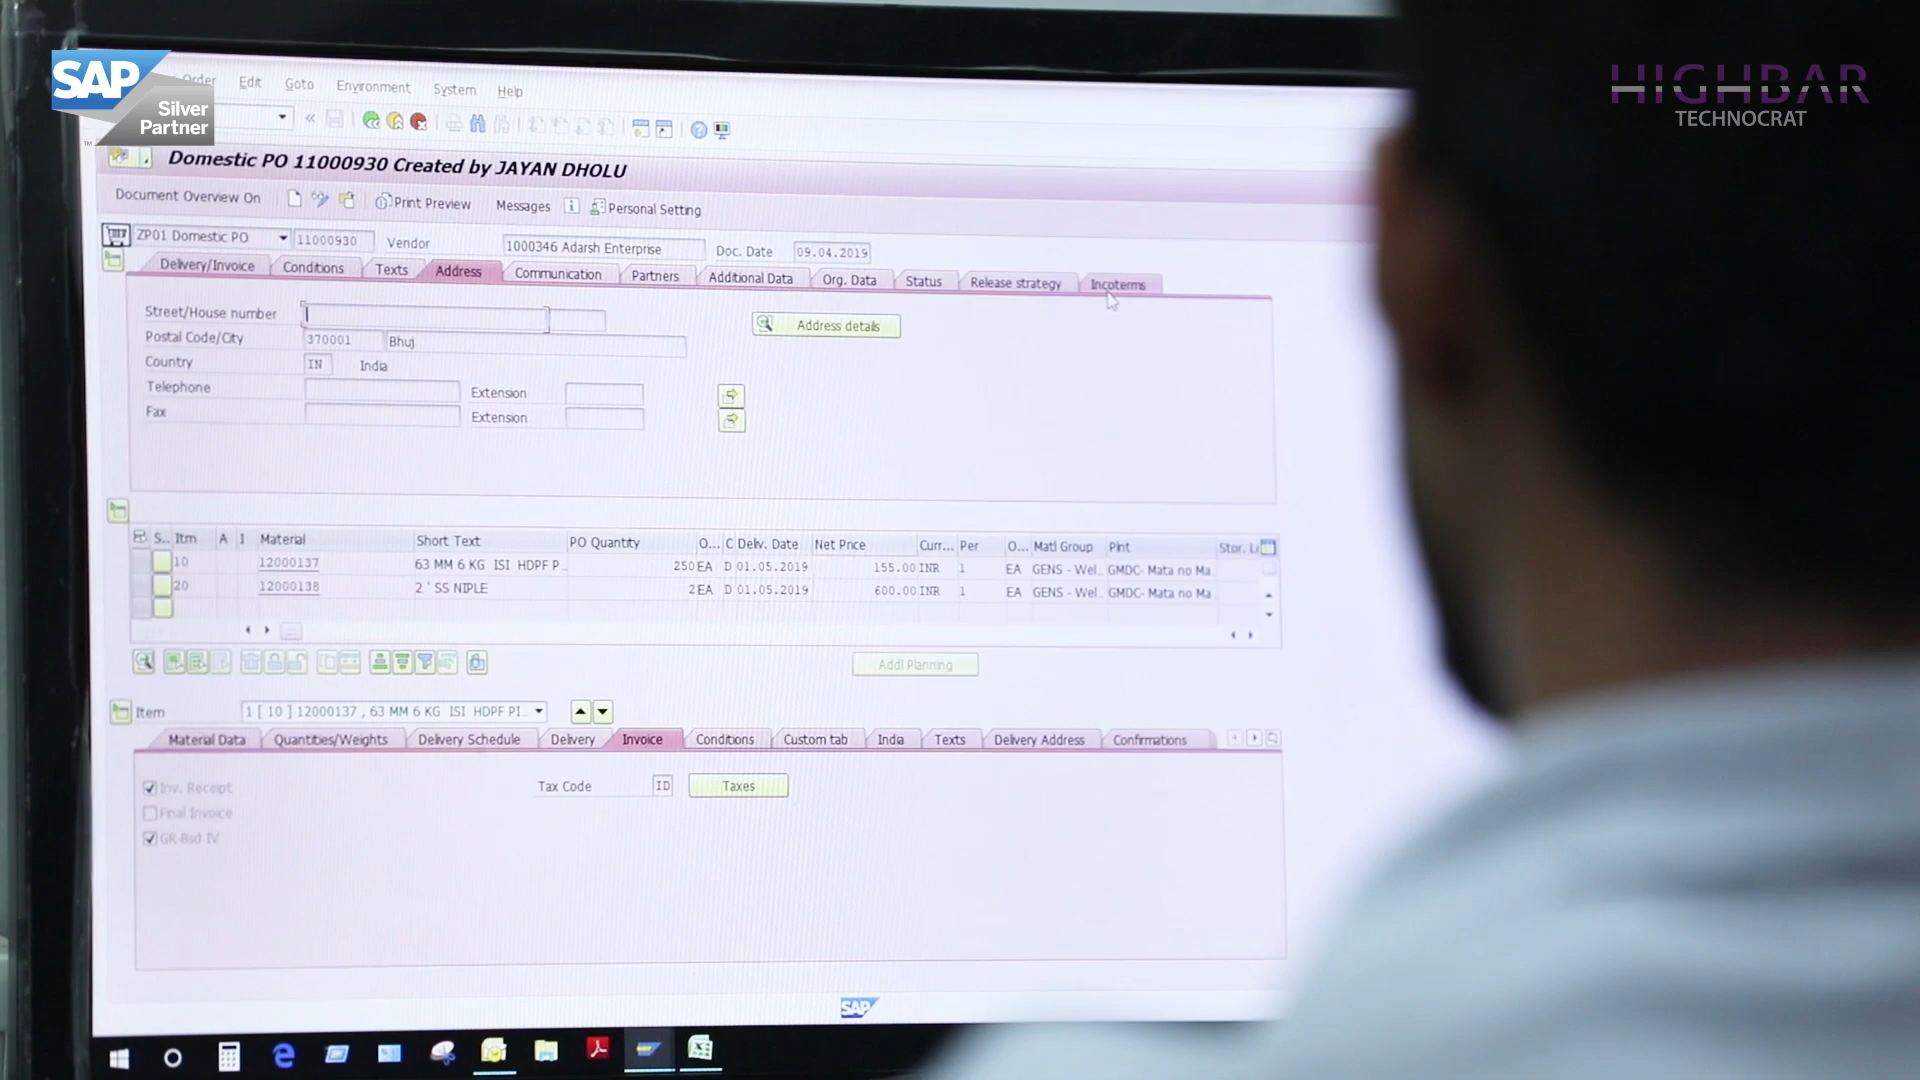 SAP
Silver
Partner
HIGHBAR
TECHNOCRAT
Order Edit Goto Environment System Help
Domestic PO 11000930 Created by JAYAN DHOLU
Document Overview On Print Preview Messages Personal Setting
ZP01 Domestic PO 11000930 Vendor 1000346 Adarsh Enterprise Doc. Date 09.04.2019
Delivery/Invoice Conditions Texts Address Communication Partners Additional Data Org. Data Status Release strategy Incoterms
Street/House number Address details
Postal Code/City 370001 Bhuj
Country IN India
Telephone Extension
Fax Extension
S.. Itm A I Material Short Text PO Quantity O... C Deliv. Date Net Price Curr... Per O... Matl Group Plnt Stor. L
10 12000137 63 MM 6 KG ISI HDPF P.. 250 EA D 01.05.2019 155.00 INR 1 EA GENS - Wel.. GMDC- Mata no Ma
20 12000138 2 ' SS NIPLE 2 EA D 01.05.2019 600.00 INR 1 EA GENS - Wel.. GMDC- Mata no Ma
Addl Planning
Item 1 [ 10 ] 12000137 , 63 MM 6 KG ISI HDPF PI...
Material Data Quantities/Weights Delivery Schedule Delivery Invoice Conditions Custom tab India Texts Delivery Address Confirmations
Inv. Receipt Tax Code ID Taxes
Final Invoice
GR-Bsd IV
SAP